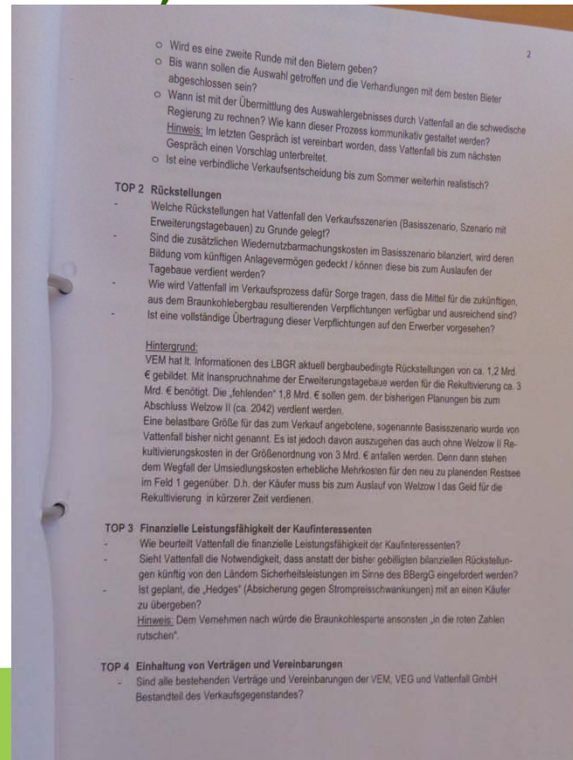 2
o Wird es eine zweite Runde mit den Bietern geben?
o Bis wann sollen die Auswahl getroffen und die Verhandlungen mit dem besten Bieter
abgeschlossen sein?
o Wann ist mit der Übermittlung des Auswahlergebnisses durch Vattenfall an die schwedische
Regierung zu rechnen? Wie kann dieser Prozess kommunikativ gestaltet werden?
Hinweis: Im letzten Gespräch ist vereinbart worden, dass Vattenfall bis zum nächsten
Gespräch einen Vorschlag unterbreitet.
o Ist eine verbindliche Verkaufsentscheidung bis zum Sommer weiterhin realistisch?
TOP 2 Rückstellungen
- Welche Rückstellungen hat Vattenfall den Verkaufsszenarien (Basisszenario, Szenario mit
Erweiterungstagebauen) zu Grunde gelegt?
- Sind die zusätzlichen Wiedernutzbarmachungskosten im Basisszenario bilanziert, wird deren
Bildung vom künftigen Anlagevermögen gedeckt / können diese bis zum Auslaufen der
Tagebaue verdient werden?
- Wie wird Vattenfall im Verkaufsprozess dafür Sorge tragen, dass die Mittel für die zukünftigen,
aus dem Braunkohlebergbau resultierenden Verpflichtungen verfügbar und ausreichend sind?
- Ist eine vollständige Übertragung dieser Verpflichtungen auf den Erwerber vorgesehen?
Hintergrund:
VEM hat lt. Informationen des LBGR aktuell bergbaubedingte Rückstellungen von ca. 1,2 Mrd.
€ gebildet. Mit Inanspruchnahme der Erweiterungstagebaue werden für die Rekultivierung ca. 3
Mrd. € benötigt. Die „fehlenden" 1,8 Mrd. € sollen gem. der bisherigen Planungen bis zum
Abschluss Welzow II (ca. 2042) verdient werden.
Eine belastbare Größe für das zum Verkauf angebotene, sogenannte Basisszenario wurde von
Vattenfall bisher nicht genannt. Es ist jedoch davon auszugehen das auch ohne Welzow II Re-
kultivierungskosten in der Größenordnung von 3 Mrd. € anfallen werden. Denn dann stehen
dem Wegfall der Umsiedlungskosten erhebliche Mehrkosten für den neu zu planenden Restsee
im Feld 1 gegenüber. D.h. der Käufer muss bis zum Auslauf von Welzow I das Geld für die
Rekultivierung in kürzerer Zeit verdienen.
TOP 3 Finanzielle Leistungsfähigkeit der Kaufinteressenten
- Wie beurteilt Vattenfall die finanzielle Leistungsfähigkeit der Kaufinteressenten?
- Sieht Vattenfall die Notwendigkeit, dass anstatt der bisher gebilligten bilanziellen Rückstellun-
gen künftig von den Ländern Sicherheitsleistungen im Sinne des BBergG eingefordert werden?
- Ist geplant, die „Hedges" (Absicherung gegen Strompreisschwankungen) mit an einen Käufer
zu übergeben?
Hinweis: Dem Vernehmen nach würde die Braunkohlesparte ansonsten „in die roten Zahlen
rutschen".
TOP 4 Einhaltung von Verträgen und Vereinbarungen
- Sind alle bestehenden Verträge und Vereinbarungen der VEM, VEG und Vattenfall GmbH
Bestandteil des Verkaufsgegenstandes?